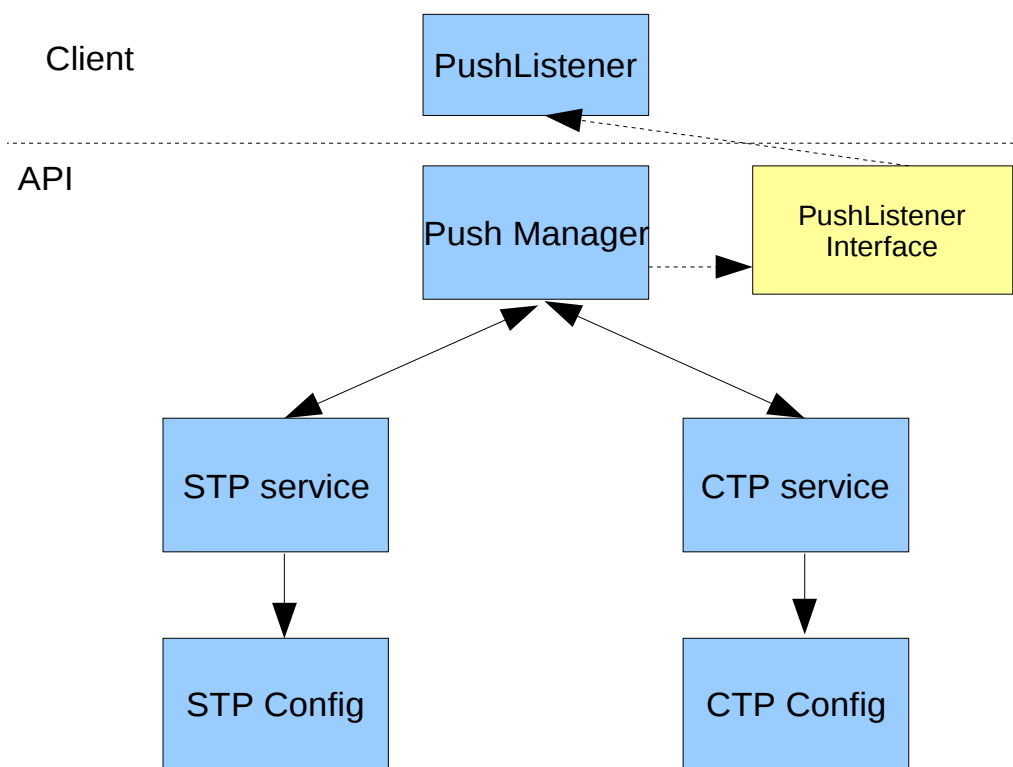 Client
PushListener
API
Push Manager
PushListener
Interface
STP service
CTP service
STP Config
CTP Config